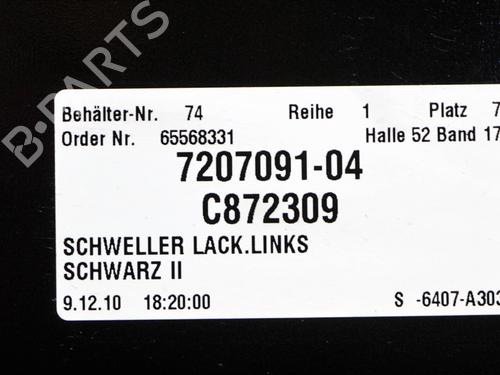 B-PARTS
Behälter-Nr. 74 Reihe 1 Platz 7
Order Nr. 65568331 Halle 52 Band 17
7207091-04
C872309
SCHWELLER LACK.LINKS
SCHWARZ II
9.12.10 18:20:00 S -6407-A303